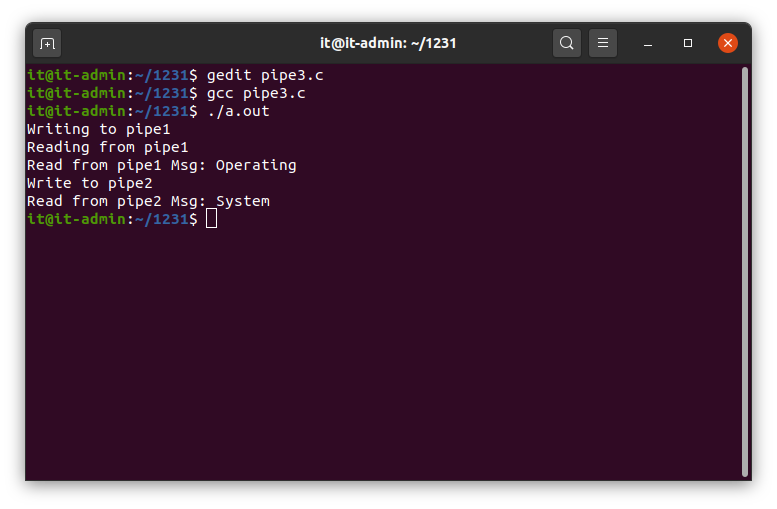 it@it-admin: ~/1231
it@it-admin:~/1231$ gedit pipe3.c
it@it-admin:~/1231$ gcc pipe3.c
it@it-admin:~/1231$ ./a.out
Writing to pipe1
Reading from pipe1
Read from pipe1 Msg: Operating
Write to pipe2
Read from pipe2 Msg: System
it@it-admin:~/1231$